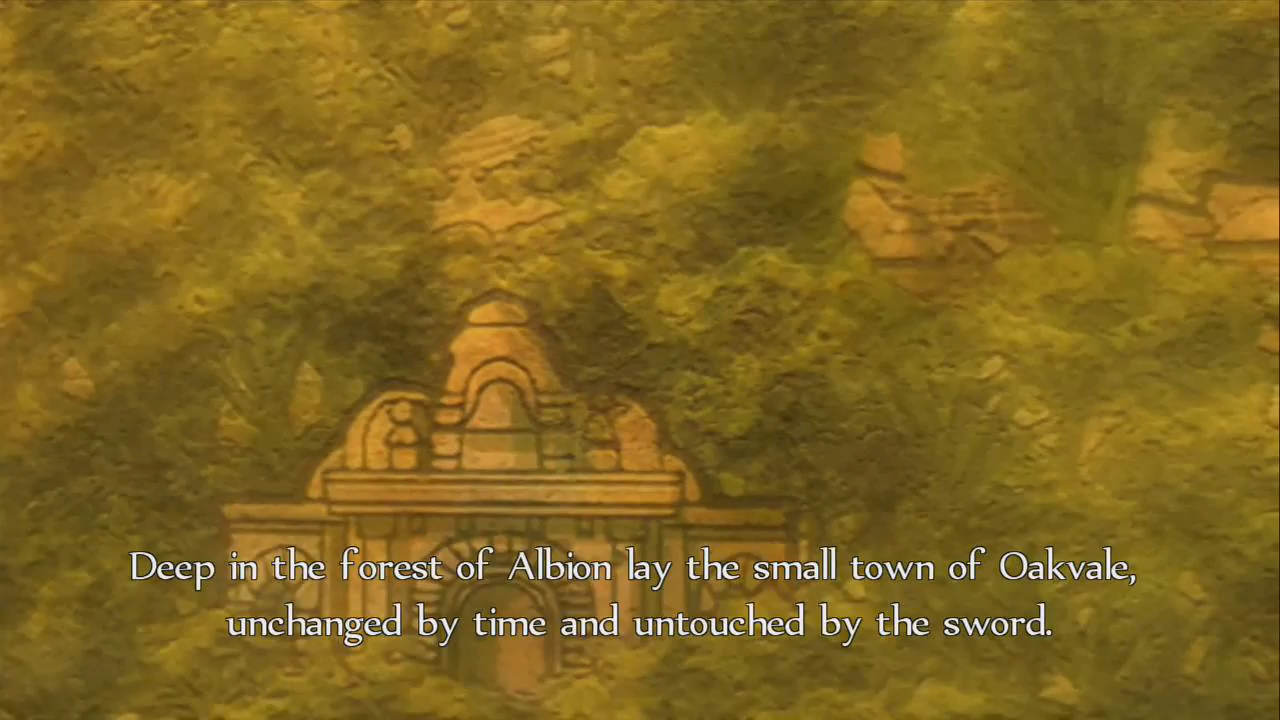 Deep in the forest of Albion lay the small town of Oakvale,
unchanged by time and untouched by the sword.